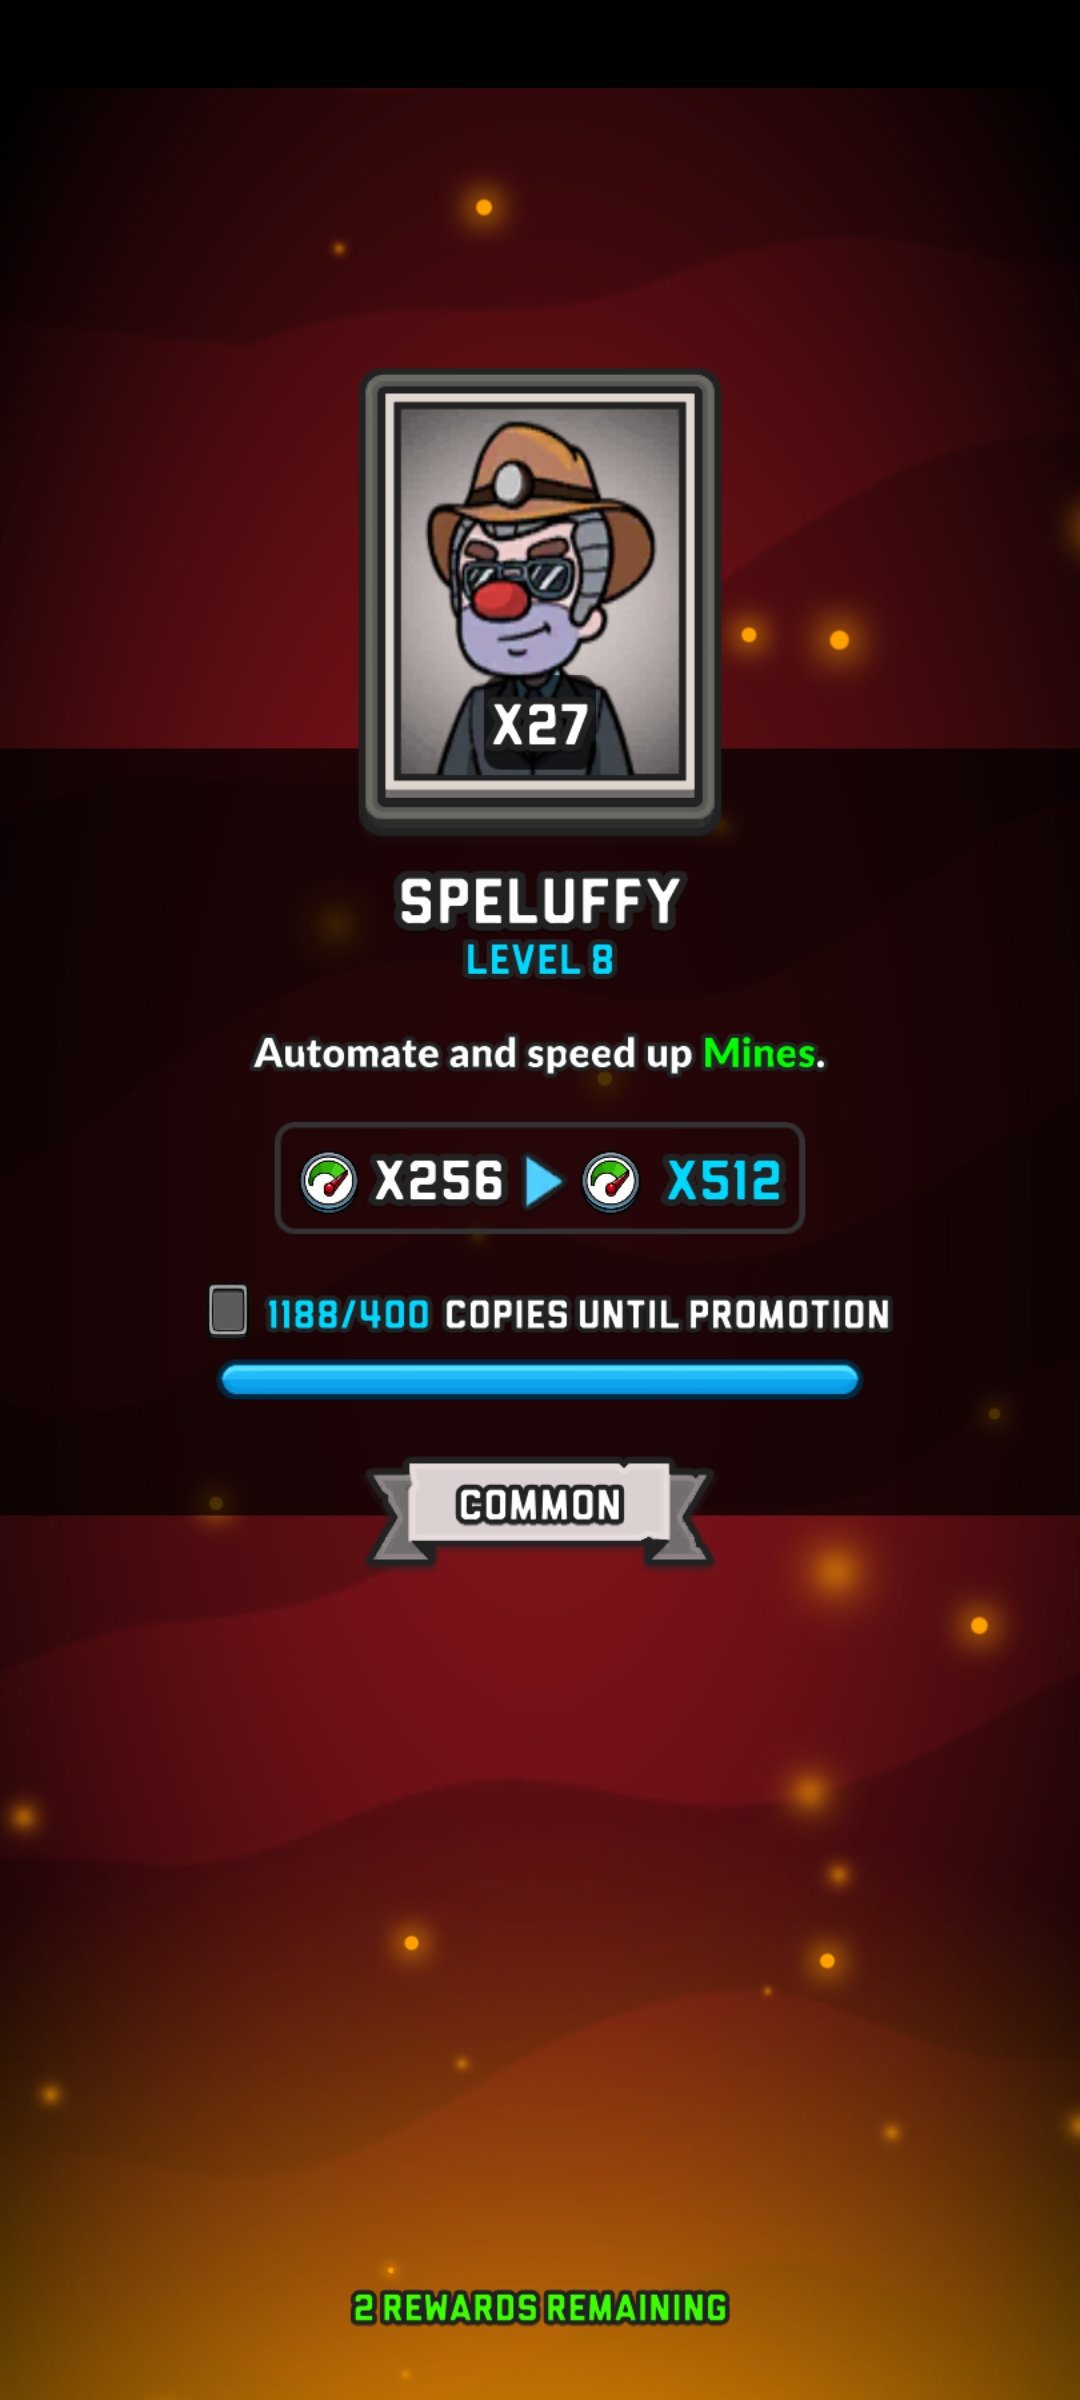 X27
SPELUFFY
LEVEL 8
Automate and speed up Mines.
X256 X512
1188/400 COPIES UNTIL PROMOTION
COMMON
2 REWARDS REMAINING